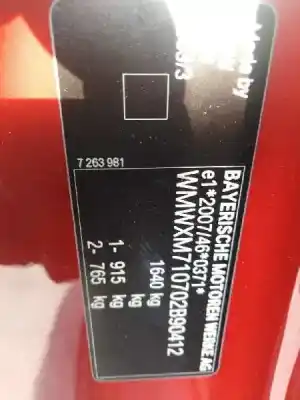 Made by
BAYERISCHE MOTOREN WERKE AG
e1*2007/46*0371*
WMWXM710702B90412
1640 kg
1- 915 kg
2- 765 kg
7 263 981